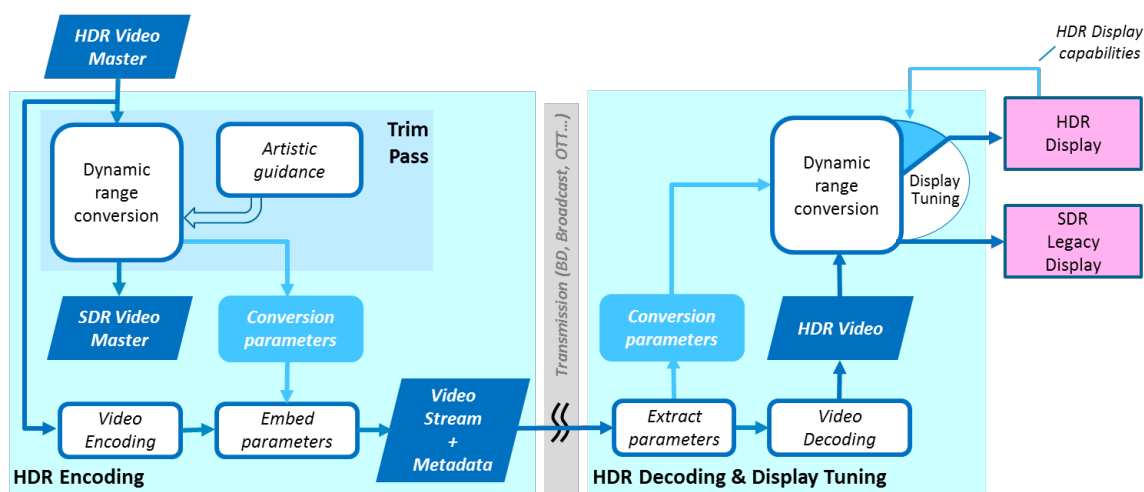 HDR Video
Master
Dynamic
range
conversion
Artistic
guidance
Trim
Pass
SDR Video
Master
Conversion
parameters
Video
Encoding
Embed
parameters
Video
Stream
+
Metadata
HDR Encoding
Transmission (BD, Broadcast, OTT...)
HDR Display
capabilities
Dynamic
range
conversion
Display
Tuning
HDR
Display
SDR
Legacy
Display
Conversion
parameters
HDR Video
Extract
parameters
Video
Decoding
HDR Decoding & Display Tuning